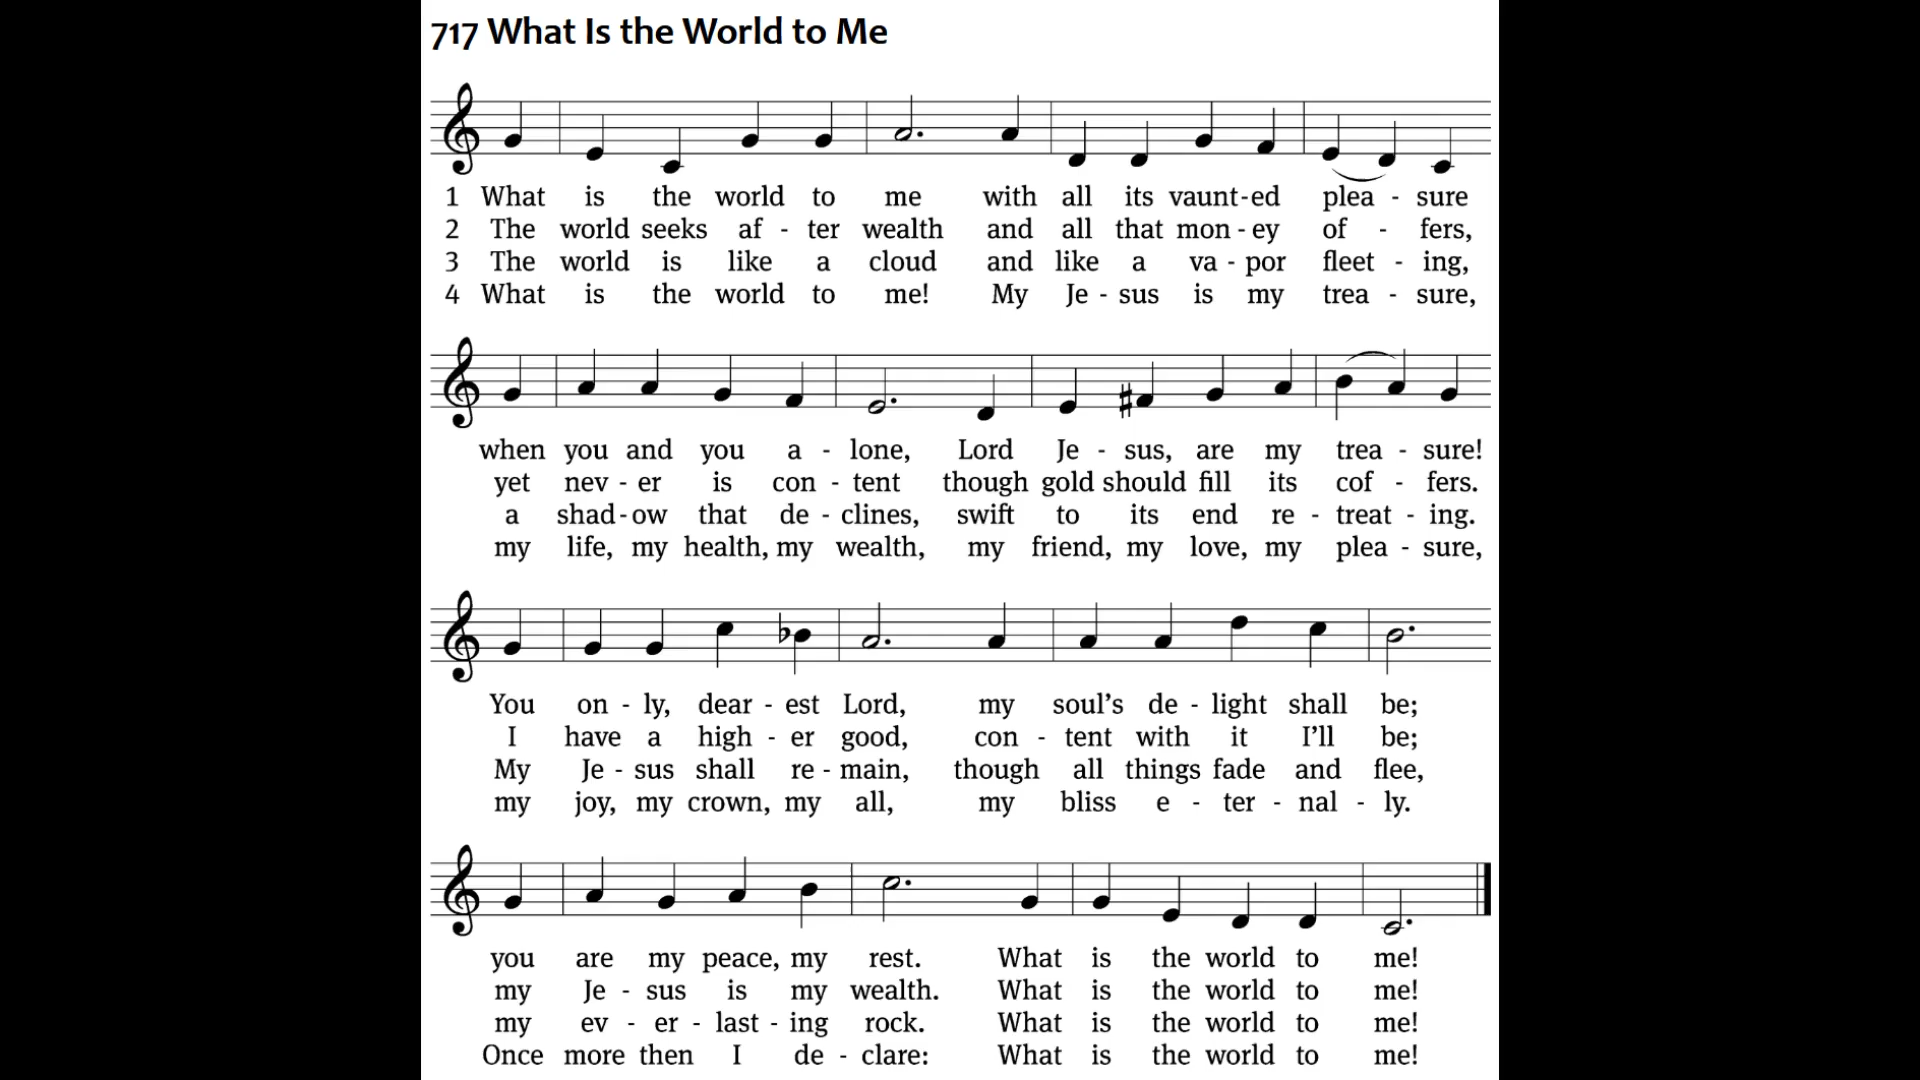 717 What Is the World to Me
1 What is the world to me with all its vaunt-ed plea - sure
2 The world seeks af - ter wealth and all that mon - ey of - fers,
3 The world is like a cloud and like a va - por fleet - ing,
4 What is the world to me! My Je - sus is my trea - sure,
when you and you a - lone, Lord Je - sus, are my trea - sure!
yet nev - er is con - tent though gold should fill its cof - fers.
a shad - ow that de - clines, swift to its end re - treat - ing.
my life, my health, my wealth, my friend, my love, my plea - sure,
You on - ly, dear - est Lord, my soul's de - light shall be;
I have a high - er good, con - tent with it I'll be;
My Je - sus shall re - main, though all things fade and flee,
my joy, my crown, my all, my bliss e - ter - nal - ly.
you are my peace, my rest. What is the world to me!
my Je - sus is my wealth. What is the world to me!
my ev - er - last - ing rock. What is the world to me!
Once more then I de - clare: What is the world to me!